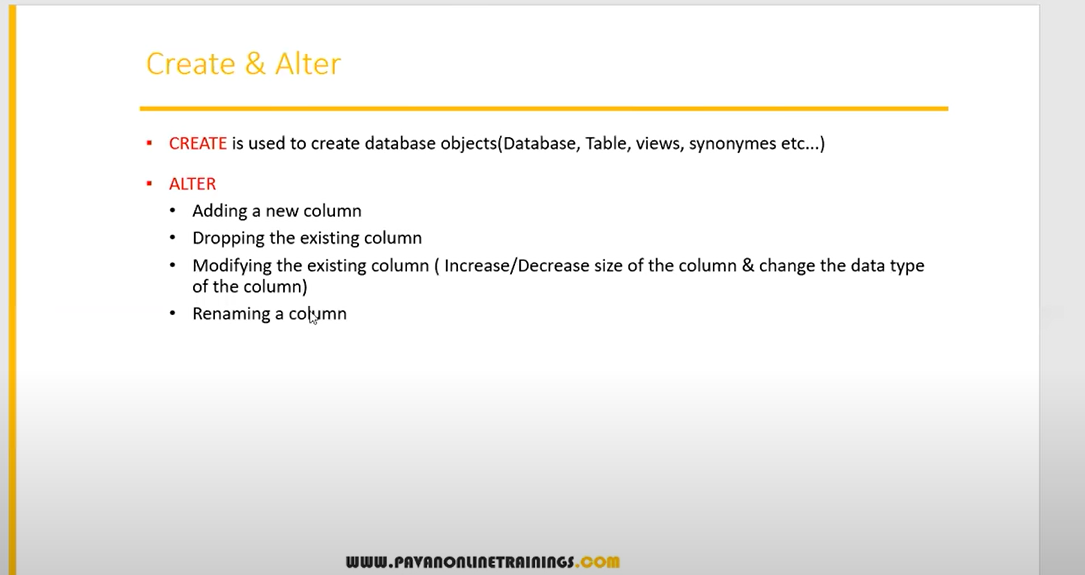 Create & Alter
▪ CREATE is used to create database objects(Database, Table, views, synonymes etc...)
▪ ALTER
• Adding a new column
• Dropping the existing column
• Modifying the existing column ( Increase/Decrease size of the column & change the data type
of the column)
• Renaming a column
WWW.PAVANONLINETRAININGS.COM